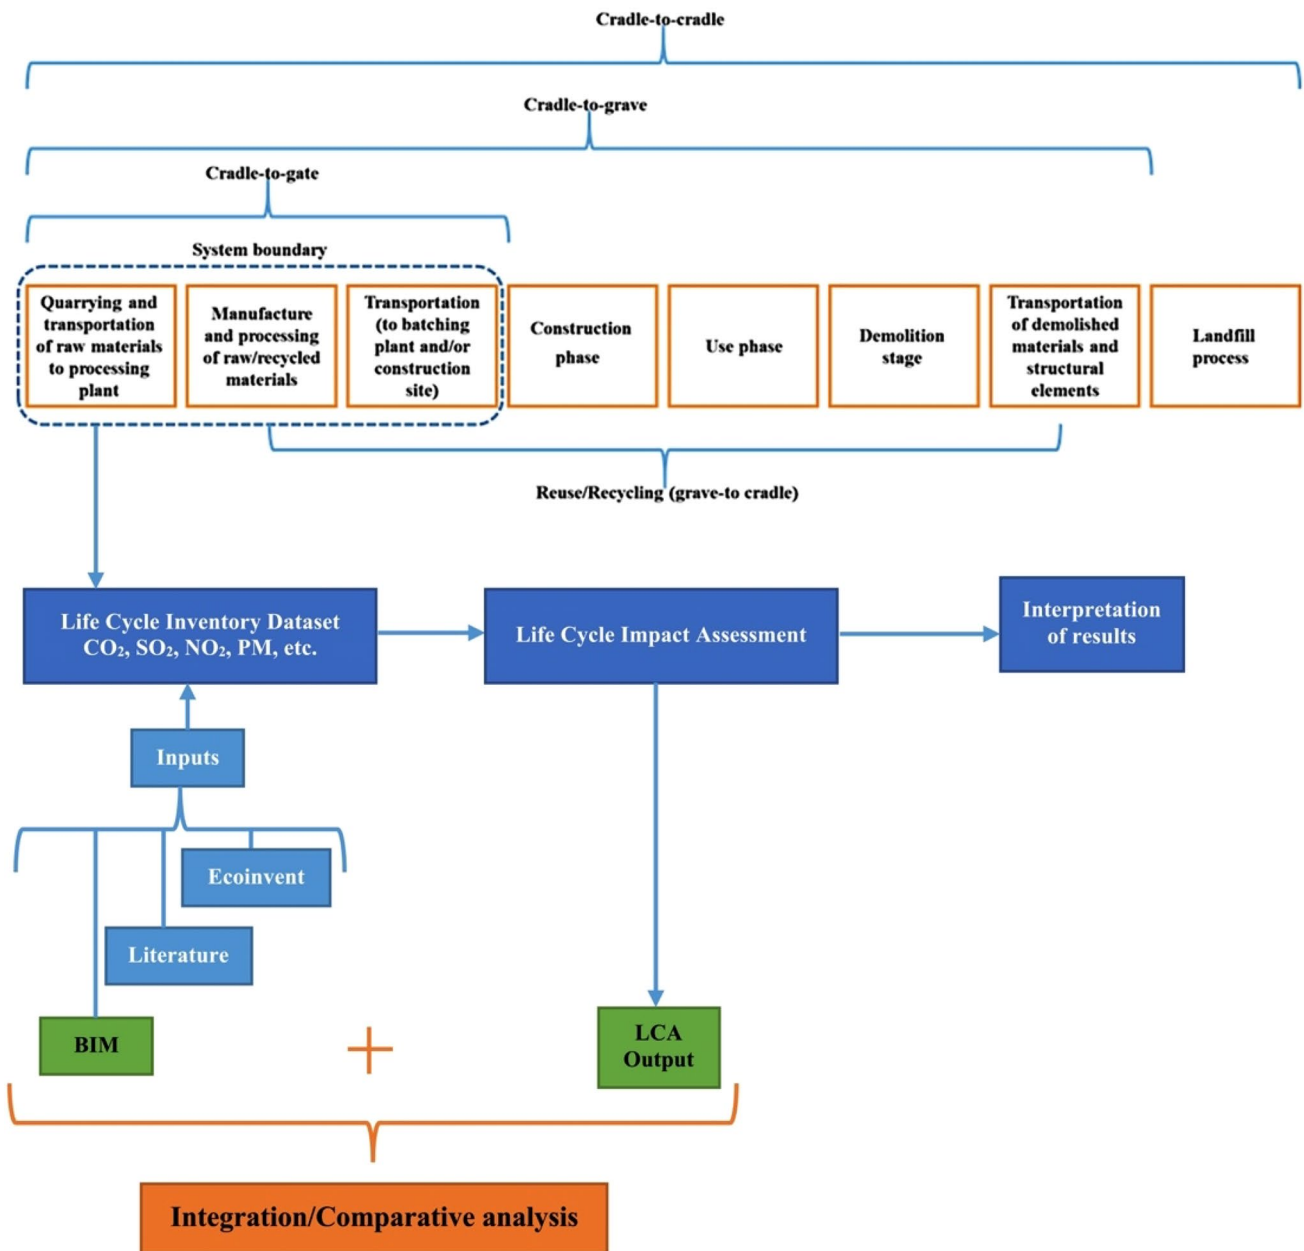 Cradle-to-cradle
Cradle-to-grave
Cradle-to-gate
System boundary
Quarrying and
transportation
of raw materials
to processing
plant
Manufacture
and processing
of raw/recycled
materials
Transportation
(to batching
plant and/or
construction
site)
Construction
phase
Use phase
Demolition
stage
Transportation
of demolished
materials and
structural
elements
Landfill
process
Reuse/Recycling (grave-to cradle)
Life Cycle Inventory Dataset
CO₂, SO₂, NO₂, PM, etc.
Life Cycle Impact Assessment
Interpretation
of results
Inputs
Ecoinvent
Literature
BIM
+
LCA
Output
Integration/Comparative analysis